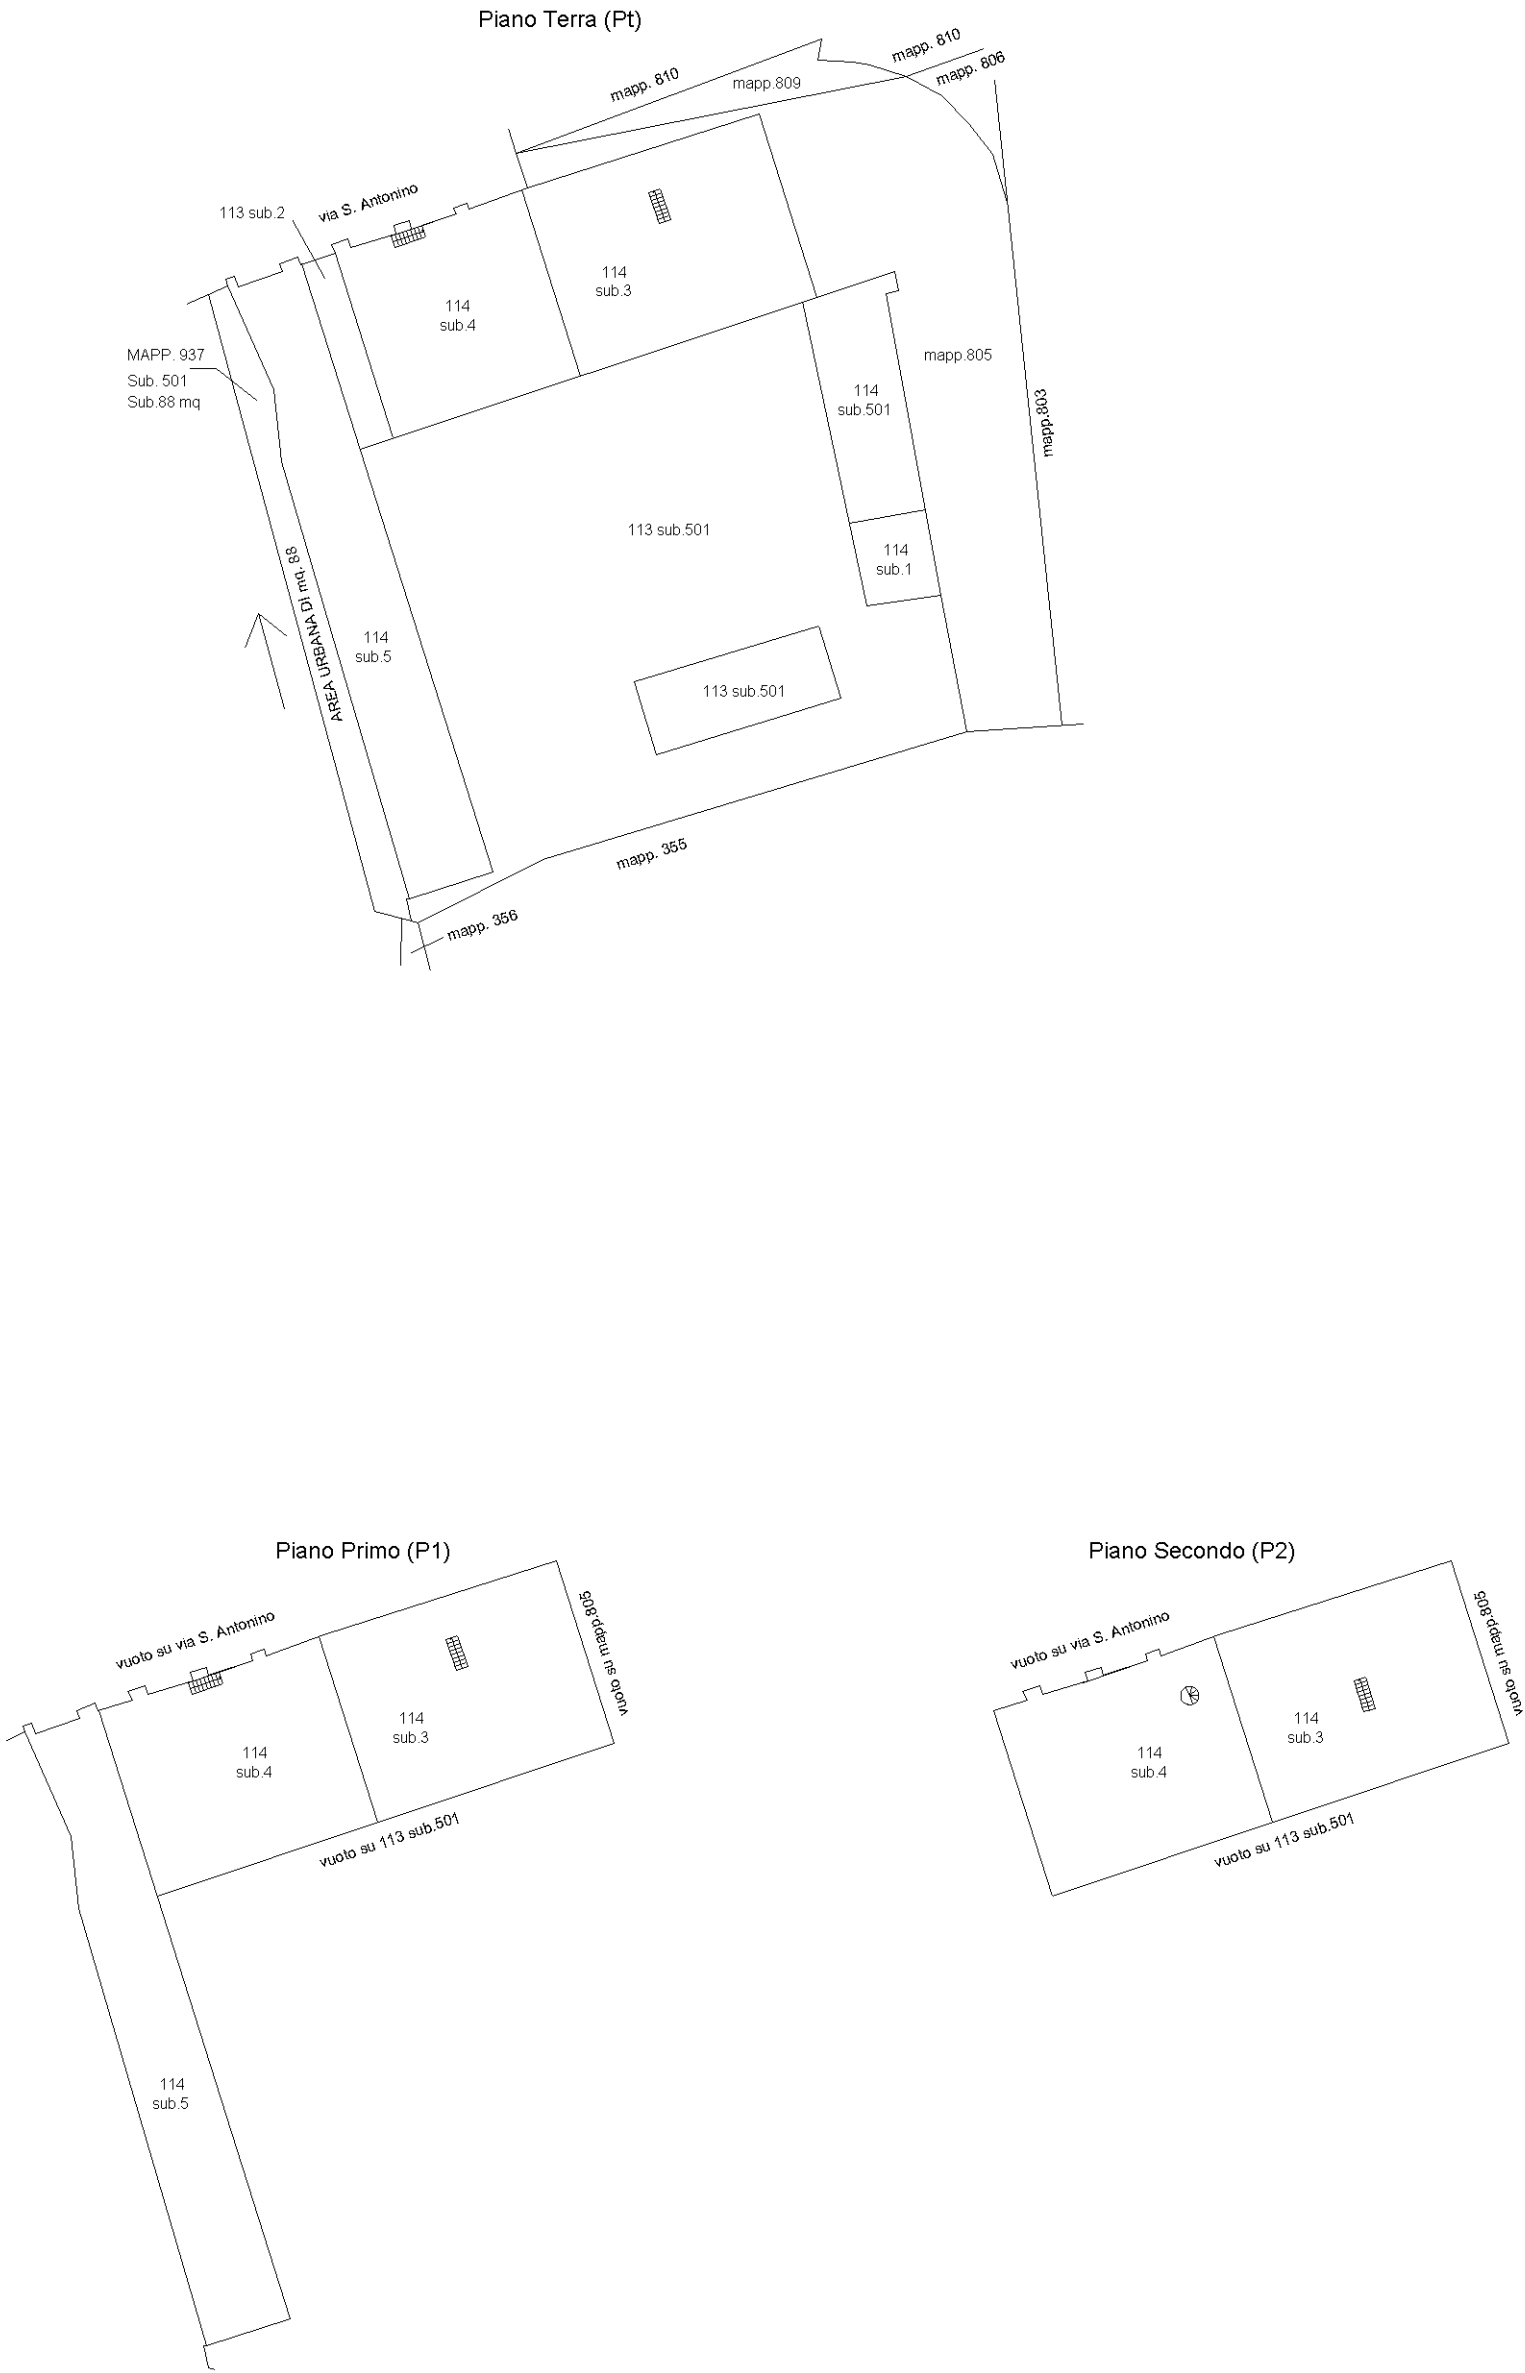 Piano Terra (Pt)
mapp. 810
mapp. 810
mapp. 806
mapp.809
via S. Antonino
113 sub.2
114
sub.3
114
sub.4
MAPP. 937
Sub. 501
Sub.88 mq
mapp.805
114
sub.501
mapp.803
113 sub.501
114
sub.1
AREA URBANA Di mq. 88
114
sub.5
113 sub.501
mapp. 355
mapp. 356
Piano Primo (P1)
vuoto su via S. Antonino
vuoto su mapp.805
114
sub.3
114
sub.4
vuoto su 113 sub.501
114
sub.5
Piano Secondo (P2)
vuoto su via S. Antonino
vuoto su mapp.805
114
sub.3
114
sub.4
vuoto su 113 sub.501